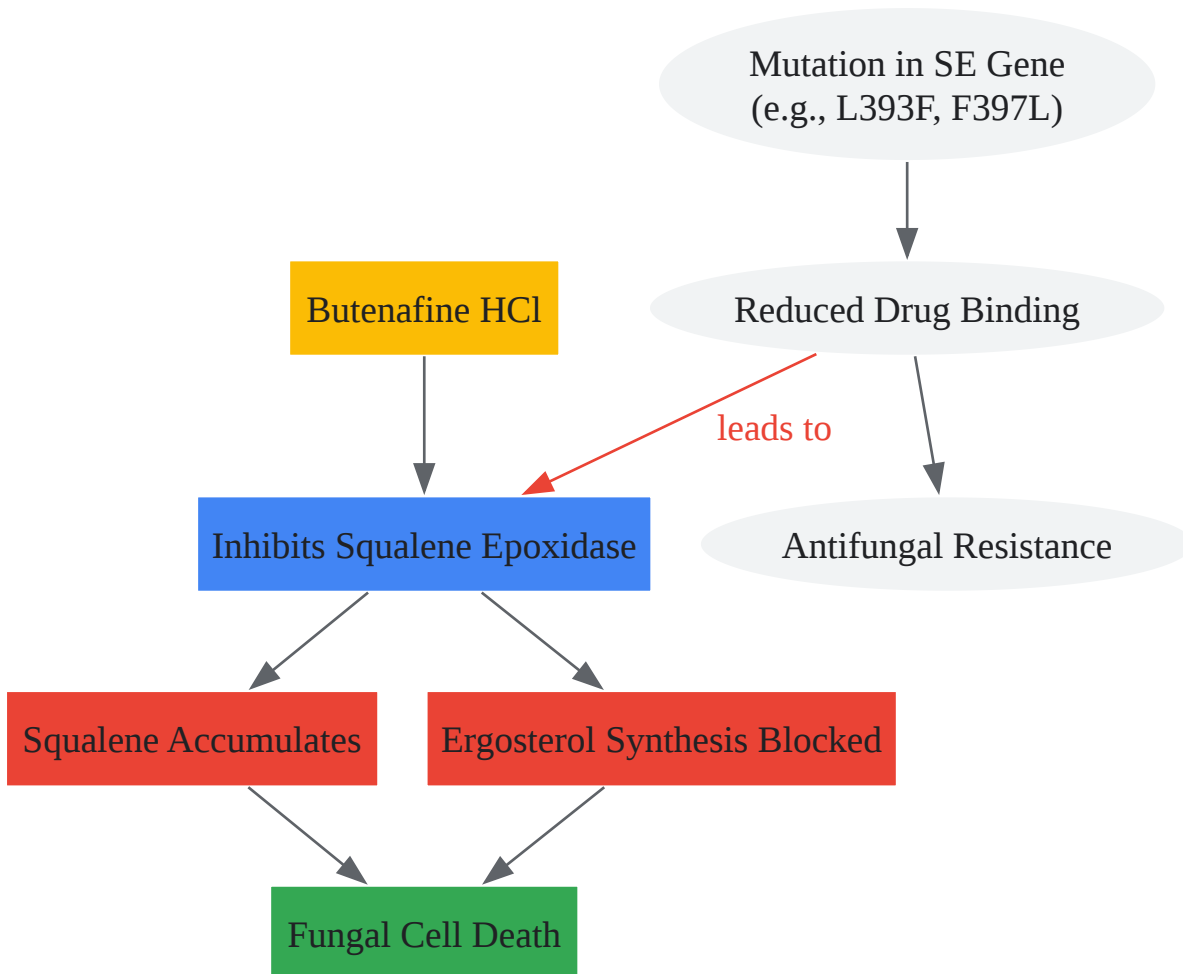 Mutation in SE Gene
(e.g., L393F, F397L)
Butenafine HCl
Reduced Drug Binding
leads to
Inhibits Squalene Epoxidase
Antifungal Resistance
Squalene Accumulates
Ergosterol Synthesis Blocked
Fungal Cell Death